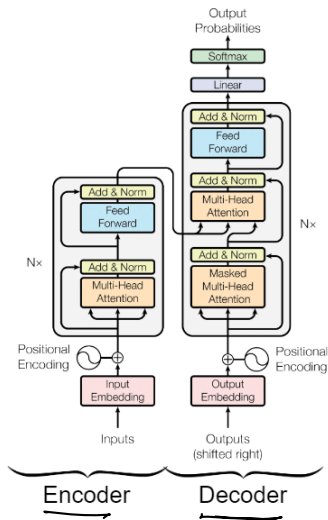 Output
Probabilities
Softmax
Linear
Add & Norm
Feed
Forward
Add & Norm
Multi-Head
Attention
Add & Norm
Masked
Multi-Head
Attention
Nx
Add & Norm
Feed
Forward
Nx
Add & Norm
Multi-Head
Attention
Positional
Encoding
Positional
Encoding
Input
Embedding
Output
Embedding
Inputs
Outputs
(shifted right)
Encoder
Decoder